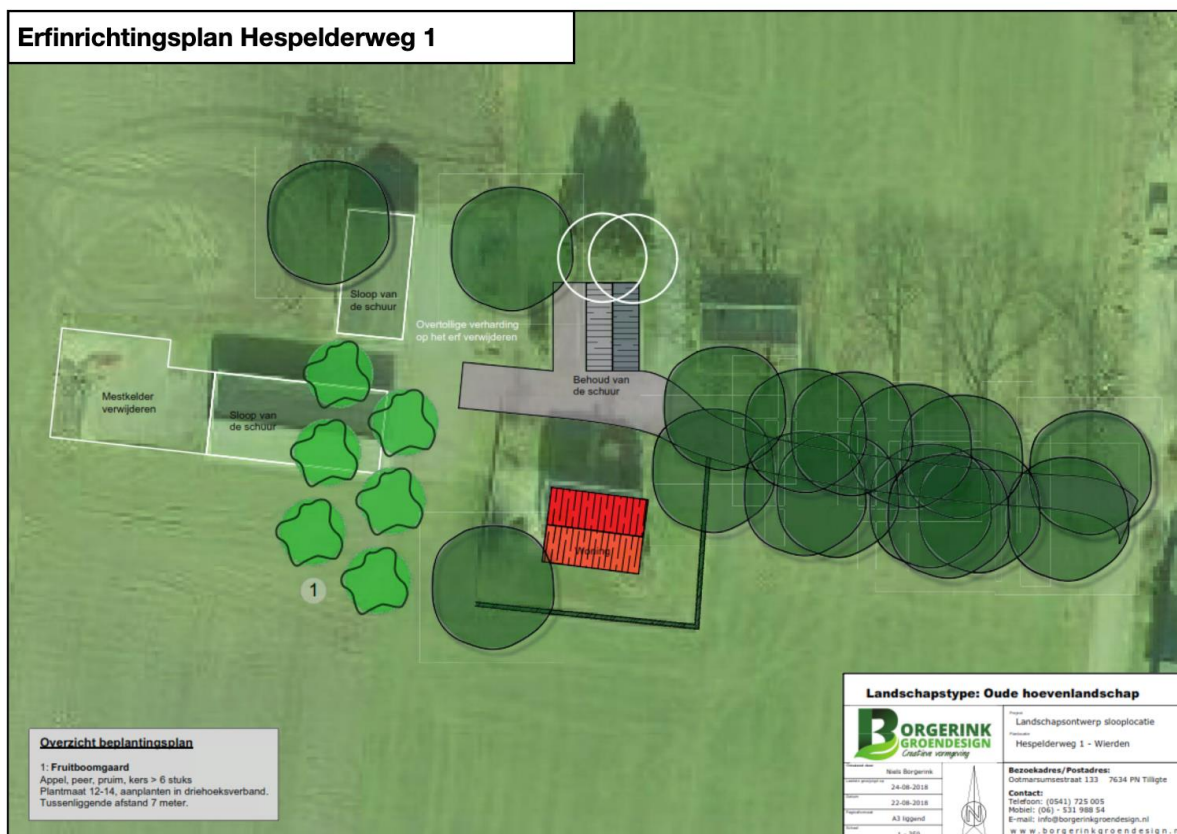 Erfinrichtingsplan Hespelderweg 1
Sloop van
de schuur
Overtollige verharding
op het erf verwijderen
Behoud van
de schuur
Mestkelder
verwijderen
Sloop van
de schuur
Woning
1
Overzicht beplantingsplan
1: Fruitboomgaard
Appel, peer, pruim, kers > 6 stuks
Plantmaat 12-14, aanplanten in driehoeksverband.
Tussenliggende afstand 7 meter.
Landschapstype: Oude hoevenlandschap
BORGERINK
GROENDESIGN
Creatieve vormgeving
Project
Landschapsontwerp slooplocatie
Hespelderweg 1 - Wierden
Niels Borgerink
24-08-2018
Datum
22-08-2018
A3 liggend
N
Bezoekadres/Postadres:
Ootmarsumsestraat 133 7634 PN Tilligte
Contact:
Telefoon: (0541) 725 005
Mobiel: (06) - 531 988 54
E-mail: info@borgerinkgroendesign.nl
www.borgerinkgroendesign.n